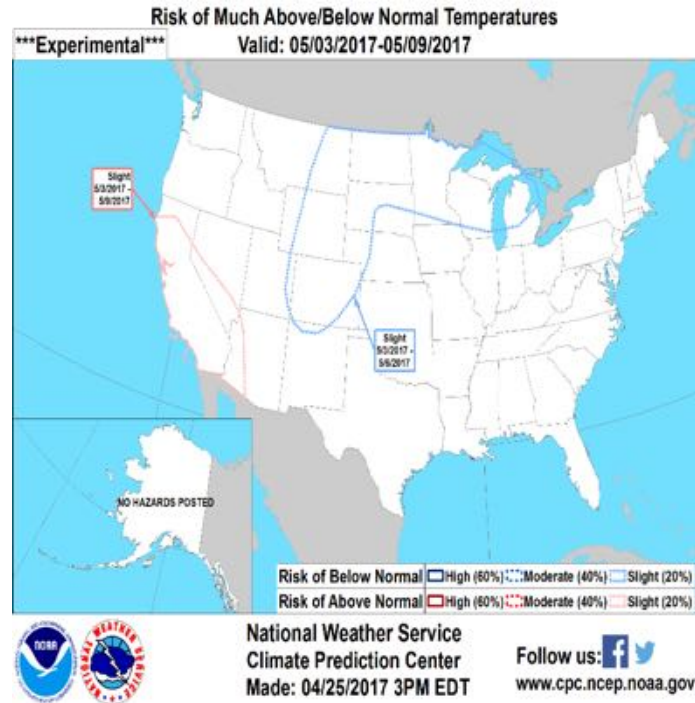 Risk of Much Above/Below Normal Temperatures
***Experimental***
Valid: 05/03/2017-05/09/2017
Slight
5/3/2017 -
5/9/2017
Slight
5/3/2017 -
5/6/2017
NO HAZARDS POSTED
Risk of Below Normal High (60%) Moderate (40%) Slight (20%)
Risk of Above Normal High (60%) Moderate (40%) Slight (20%)
NOAA
National Weather Service
Climate Prediction Center
Made: 04/25/2017 3PM EDT
Follow us:
www.cpc.ncep.noaa.gov